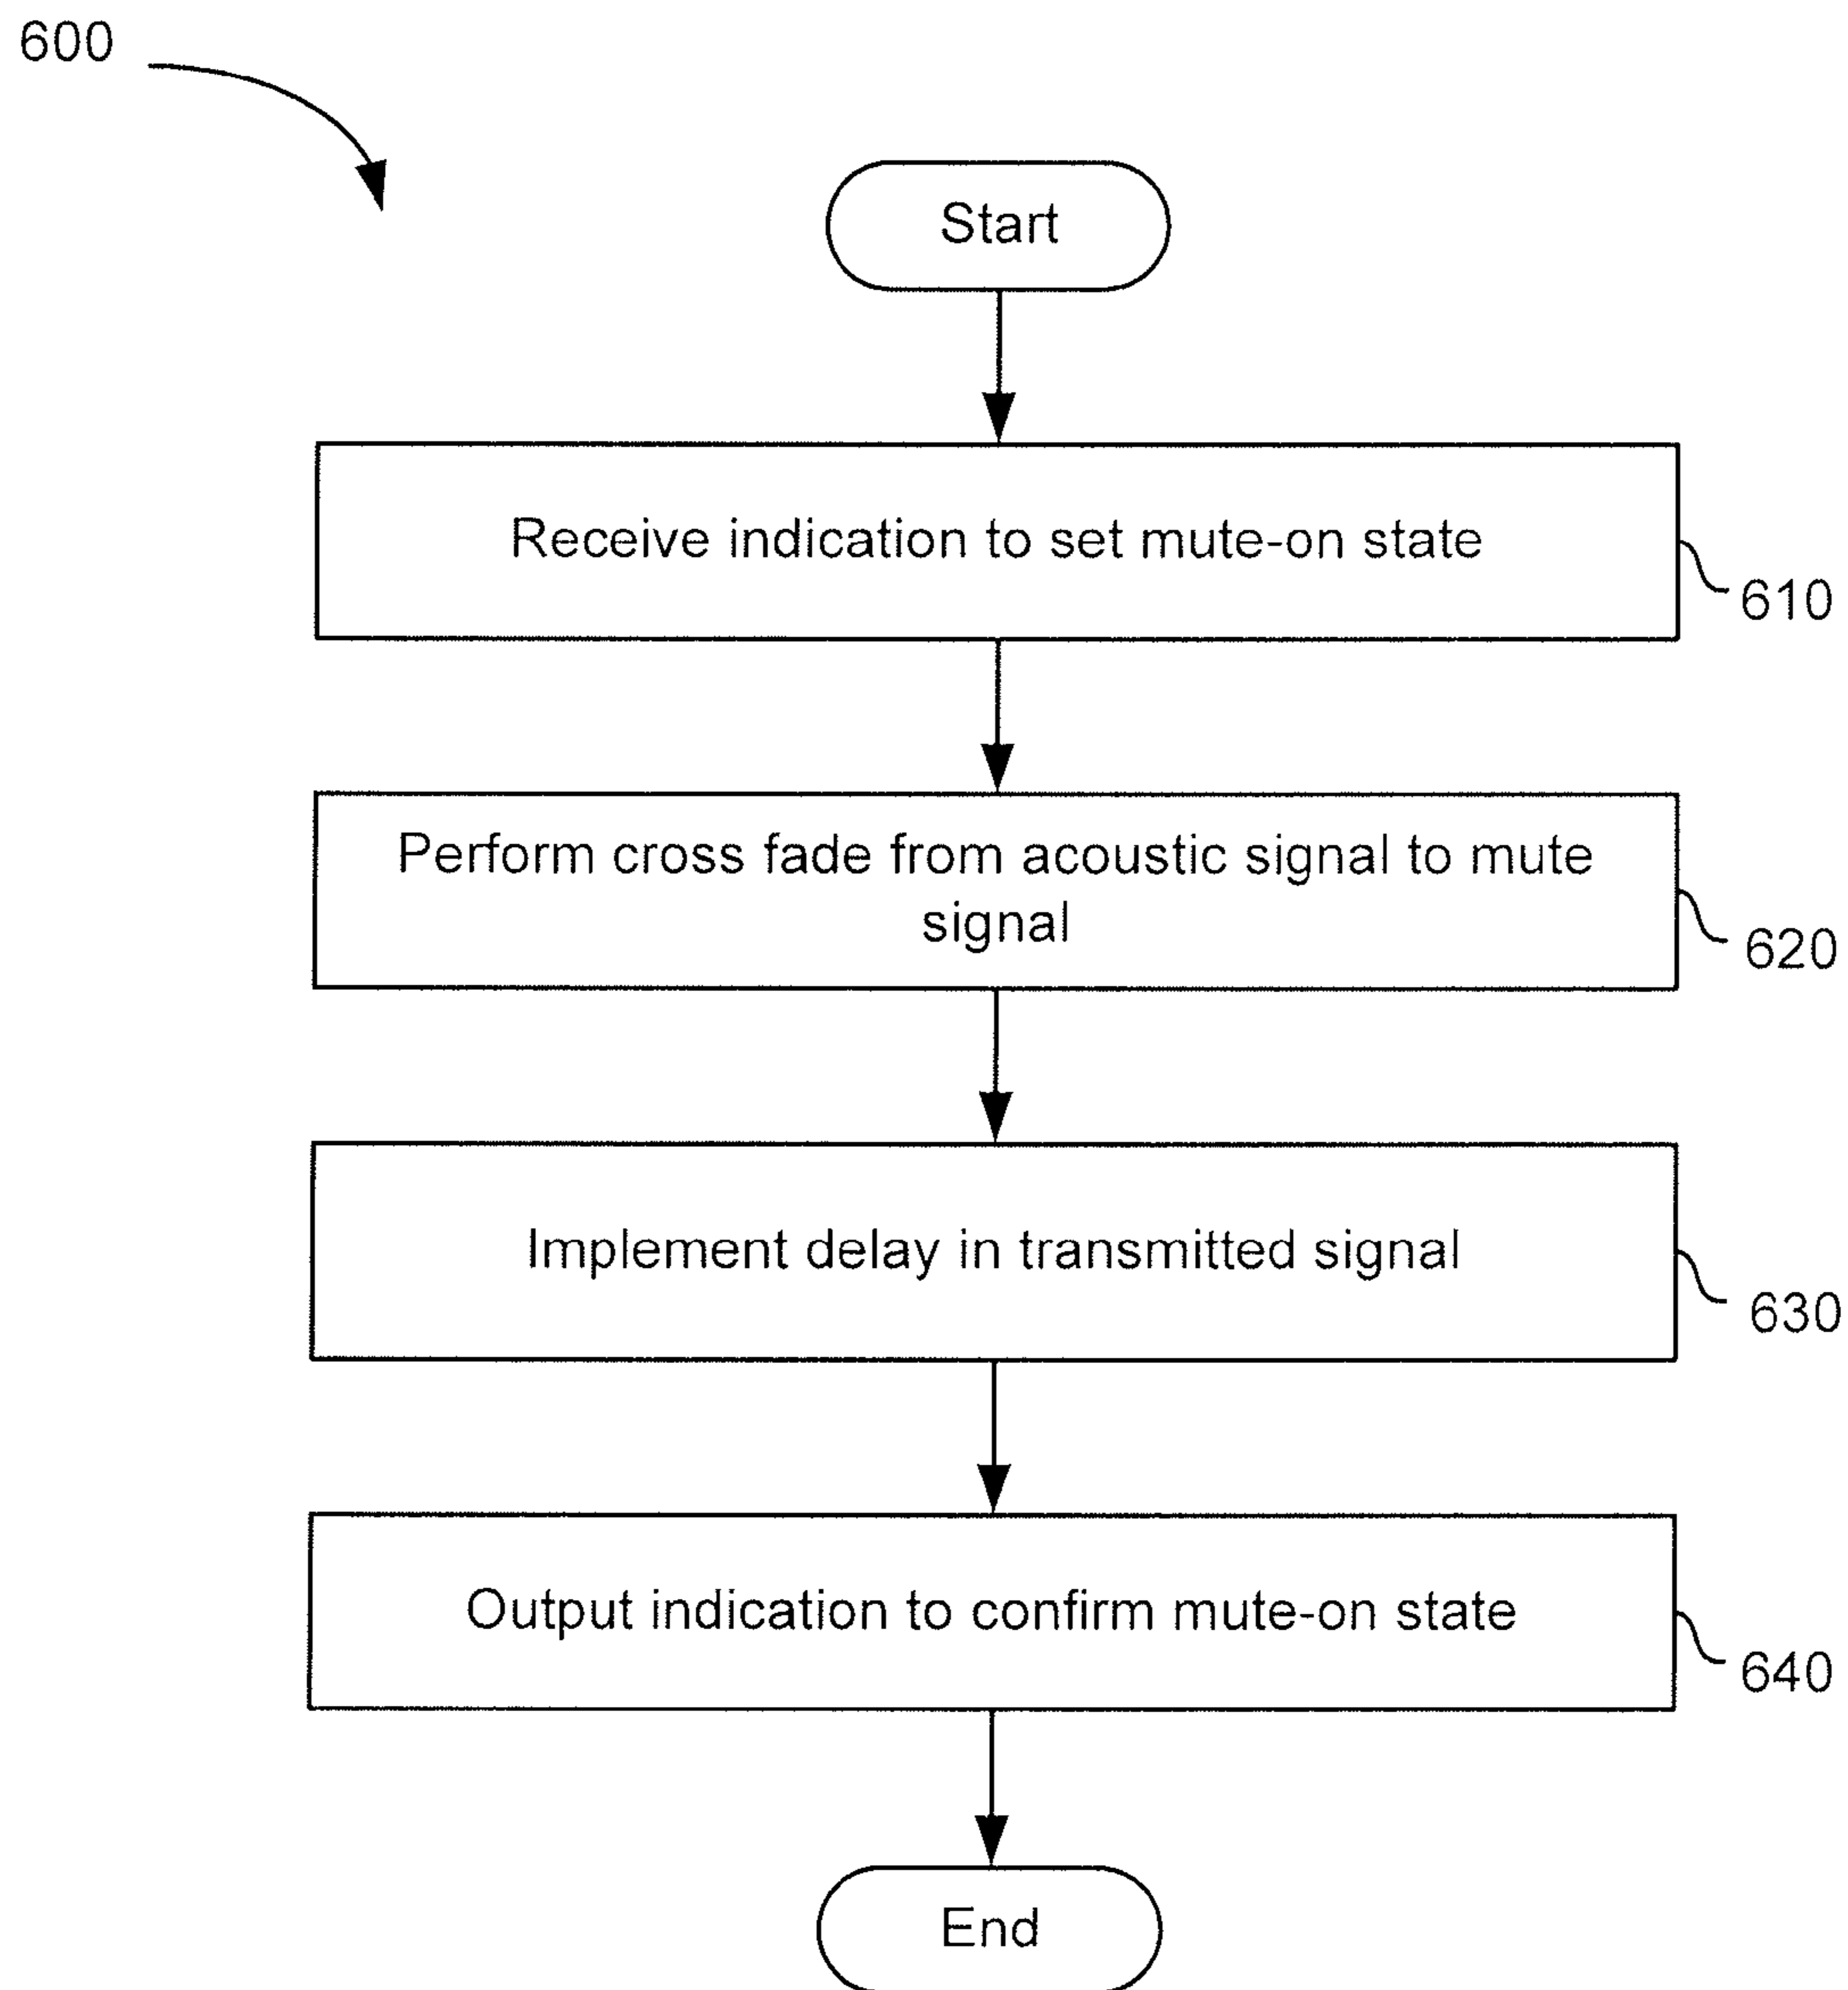 600
Start
Receive indication to set mute-on state
610
Perform cross fade from acoustic signal to mute
signal
620
Implement delay in transmitted signal
630
Output indication to confirm mute-on state
640
End